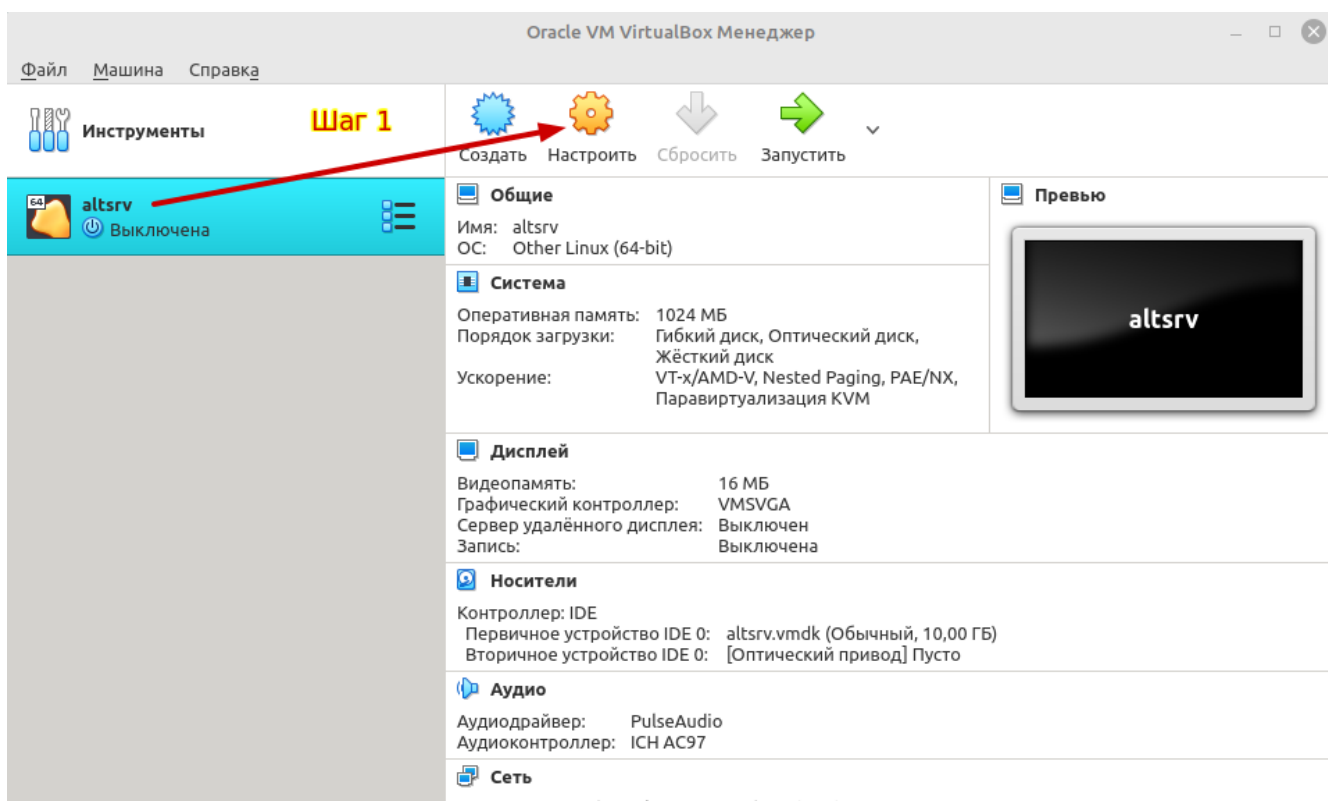 Oracle VM VirtualBox Менеджер
Файл Машина Справка
Инструменты
Шаг 1
Создать Настроить Сбросить Запустить
64
altsrv
Выключена
Общие
Имя: altsrv
ОС: Other Linux (64-bit)
Превью
altsrv
Система
Оперативная память: 1024 МБ
Порядок загрузки: Гибкий диск, Оптический диск,
Жёсткий диск
Ускорение: VT-x/AMD-V, Nested Paging, PAE/NX,
Паравиртуализация KVM
Дисплей
Видеопамять: 16 МБ
Графический контроллер: VMSVGA
Сервер удалённого дисплея: Выключен
Запись: Выключена
Носители
Контроллер: IDE
Первичное устройство IDE 0: altsrv.vmdk (Обычный, 10,00 ГБ)
Вторичное устройство IDE 0: [Оптический привод] Пусто
Аудио
Аудиодрайвер: PulseAudio
Аудиоконтроллер: ICH AC97
Сеть